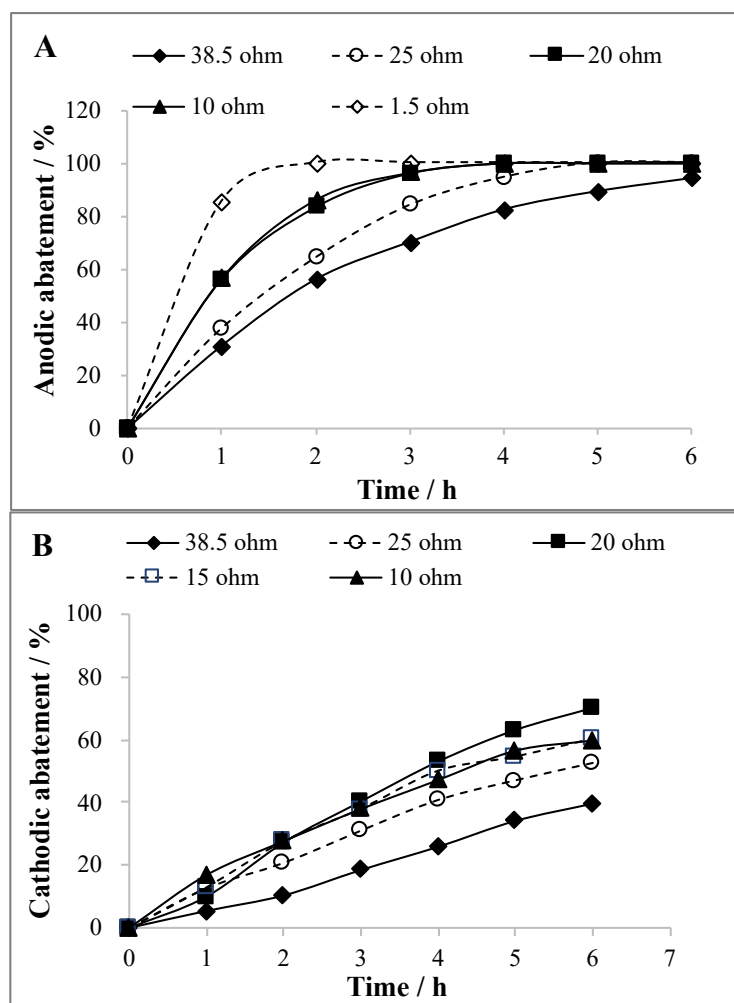 A
38.5 ohm 25 ohm 20 ohm
10 ohm 1.5 ohm
Anodic abatement / %
120
100
80
60
40
20
0
0 1 2 3 4 5 6
Time / h
B
38.5 ohm 25 ohm 20 ohm
15 ohm 10 ohm
Cathodic abatement / %
100
80
60
40
20
0
0 1 2 3 4 5 6 7
Time / h